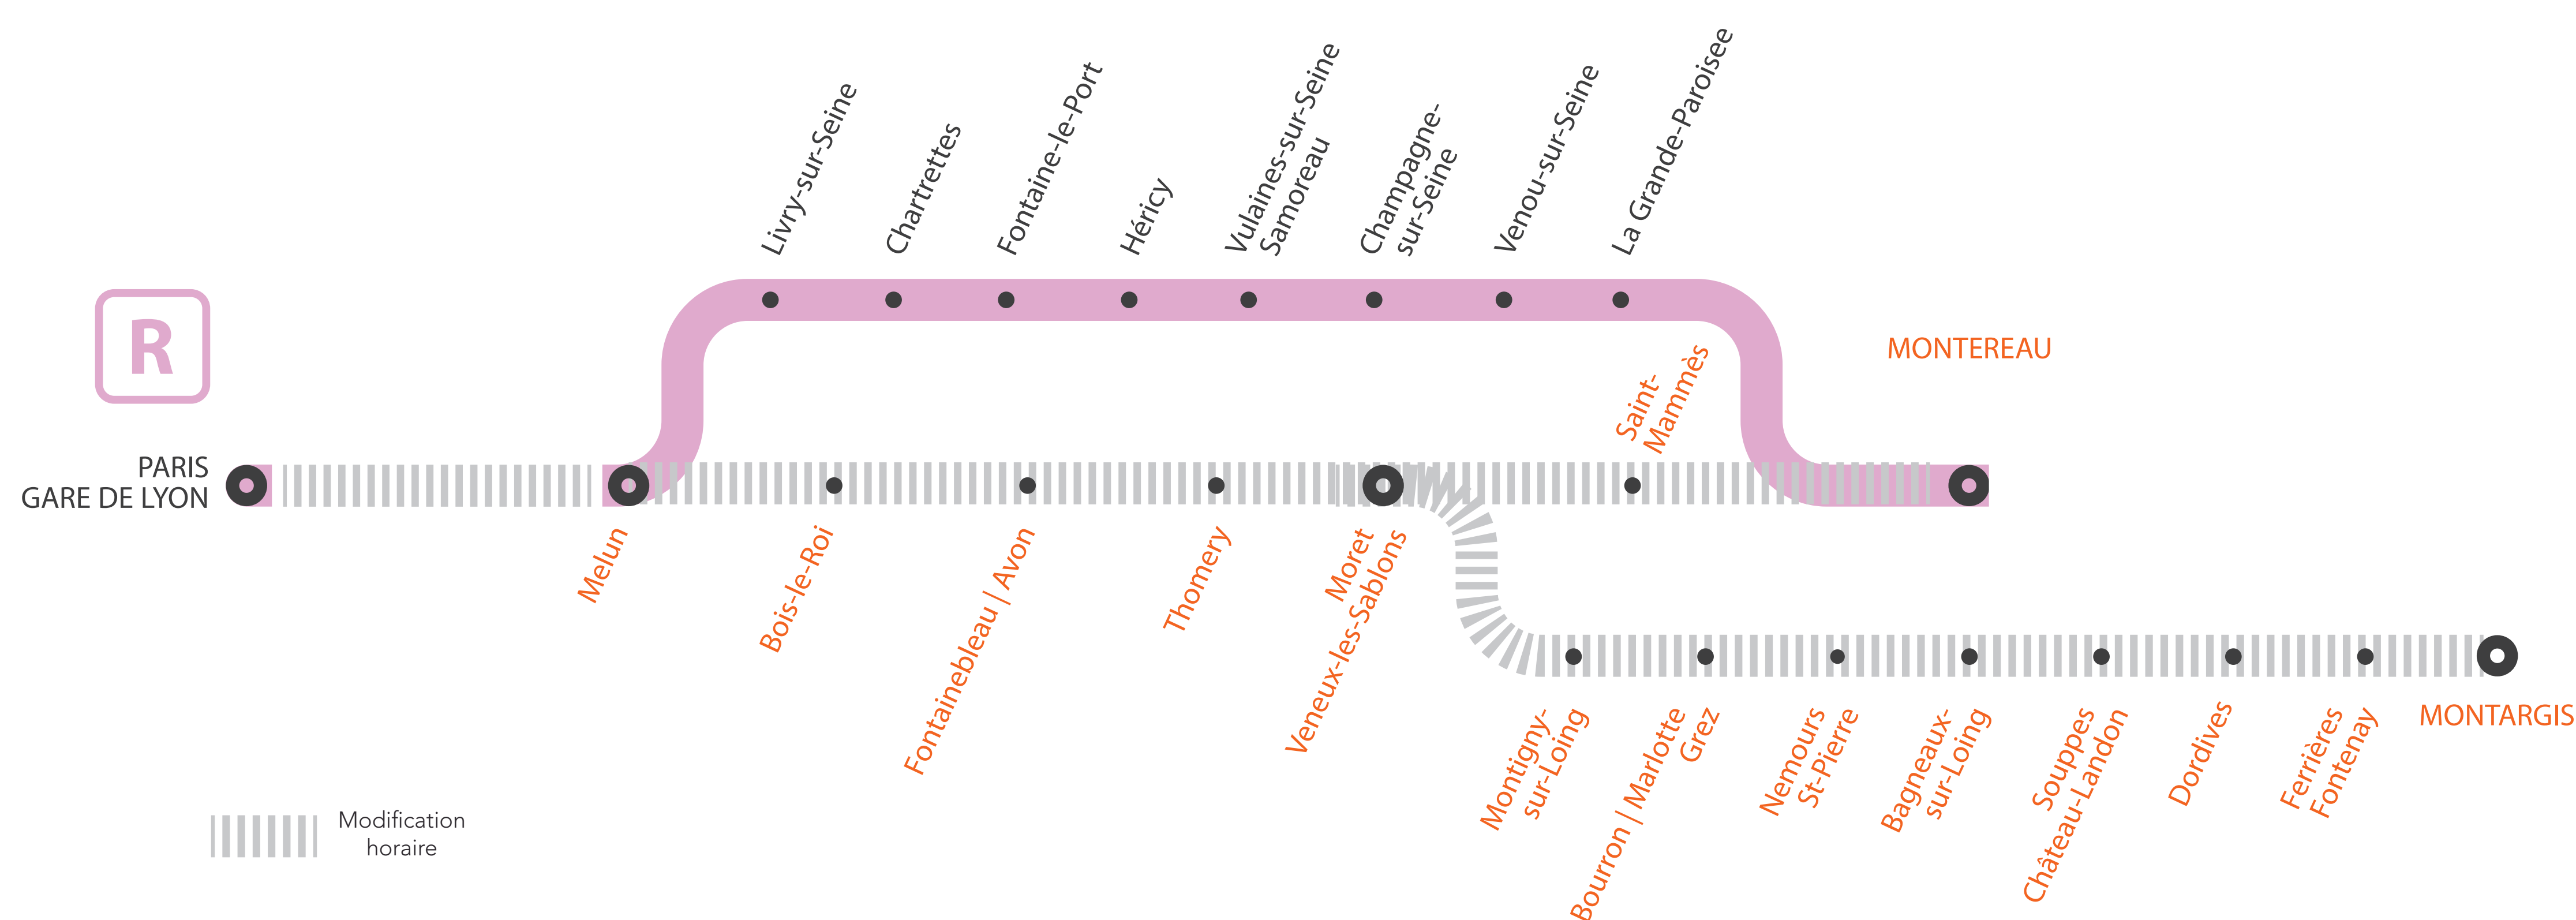 Livry-sur-Seine
Chartrettes
Fontaine-le-Port
Héricy
Vulaines-sur-Seine
Samoreau
Champagne-
sur-Seine
Venou-sur-Seine
La Grande-Paroisee
R
MONTEREAU
Saint-
Mammès
PARIS
GARE DE LYON
Melun
Bois-le-Roi
Fontainebleau | Avon
Thomery
Moret
Veneux-les-Sablons
Montigny-
sur-Loing
Bourron | Marlotte
Grez
Nemours
St-Pierre
Bagneaux-
sur-Loing
Souppes
Château-Landon
Dordives
Ferrières
Fontenay
MONTARGIS
Modification
horaire